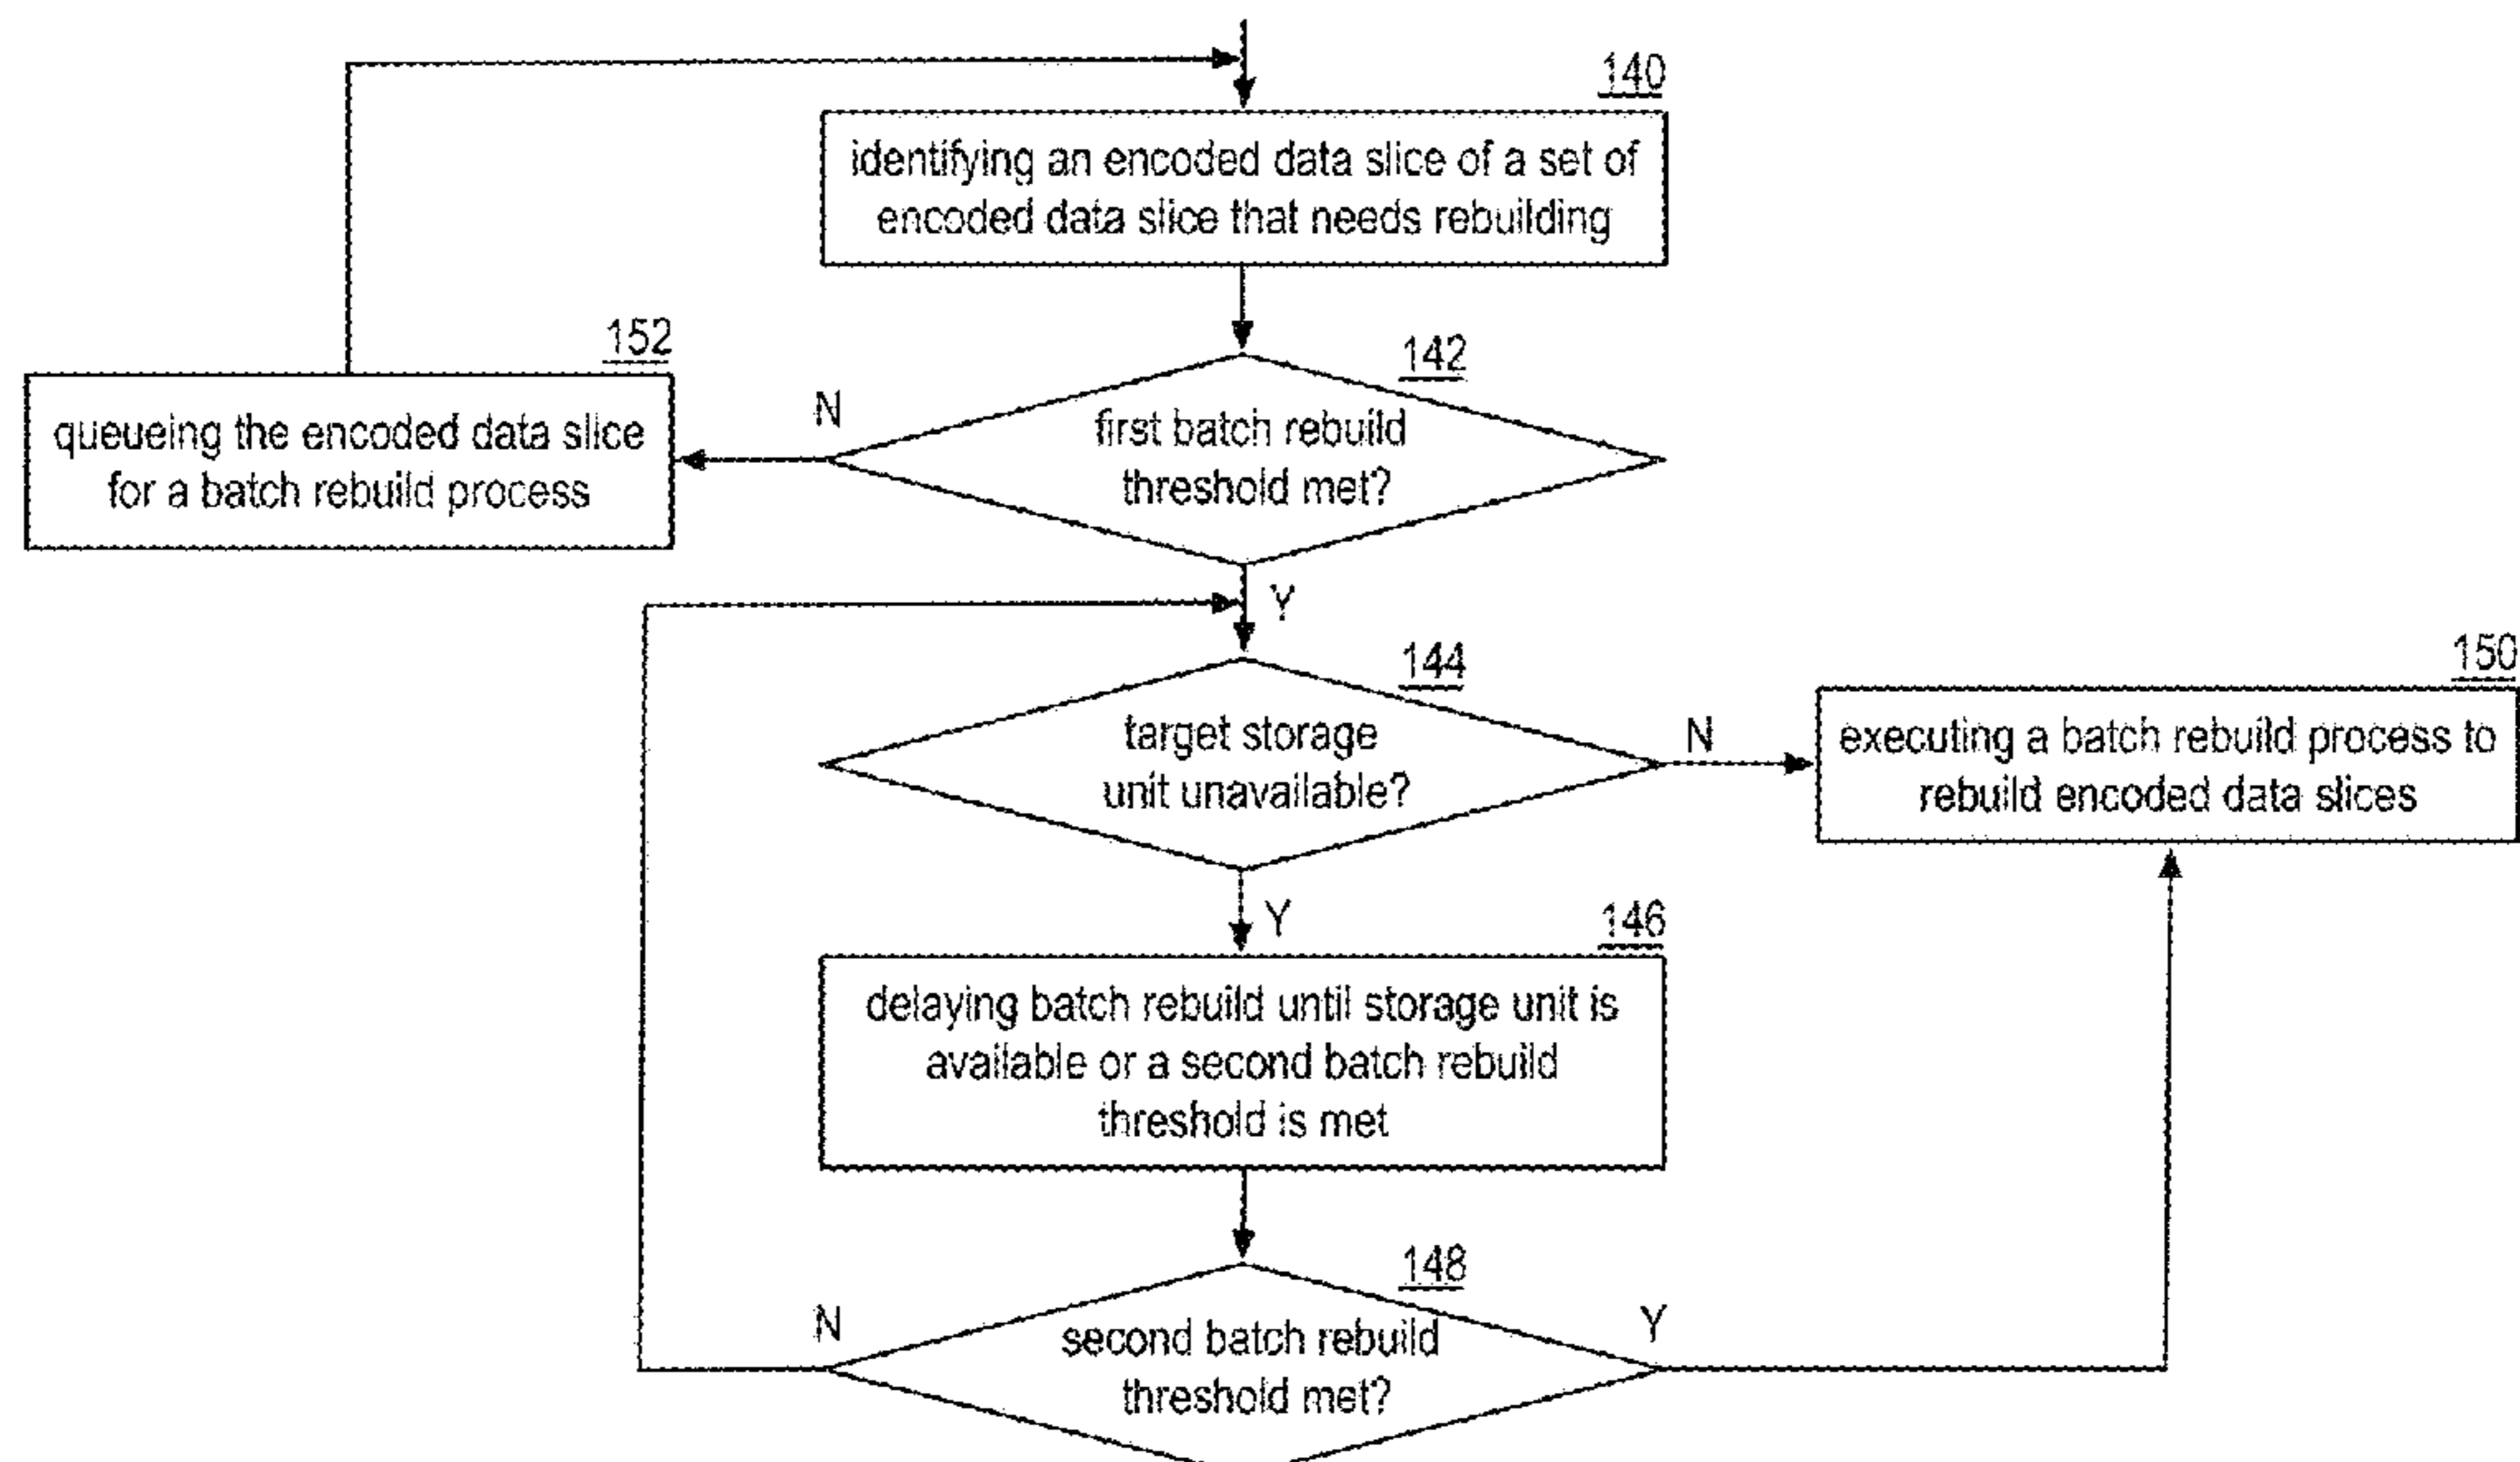 140
identifying an encoded data slice of a set of
encoded data slice that needs rebuilding
152
queueing the encoded data slice
for a batch rebuild process
N
142
first batch rebuild
threshold met?
Y
144
target storage
unit unavailable?
N
150
executing a batch rebuild process to
rebuild encoded data slices
Y
146
delaying batch rebuild until storage unit is
available or a second batch rebuild
threshold is met
148
N
second batch rebuild
threshold met?
Y